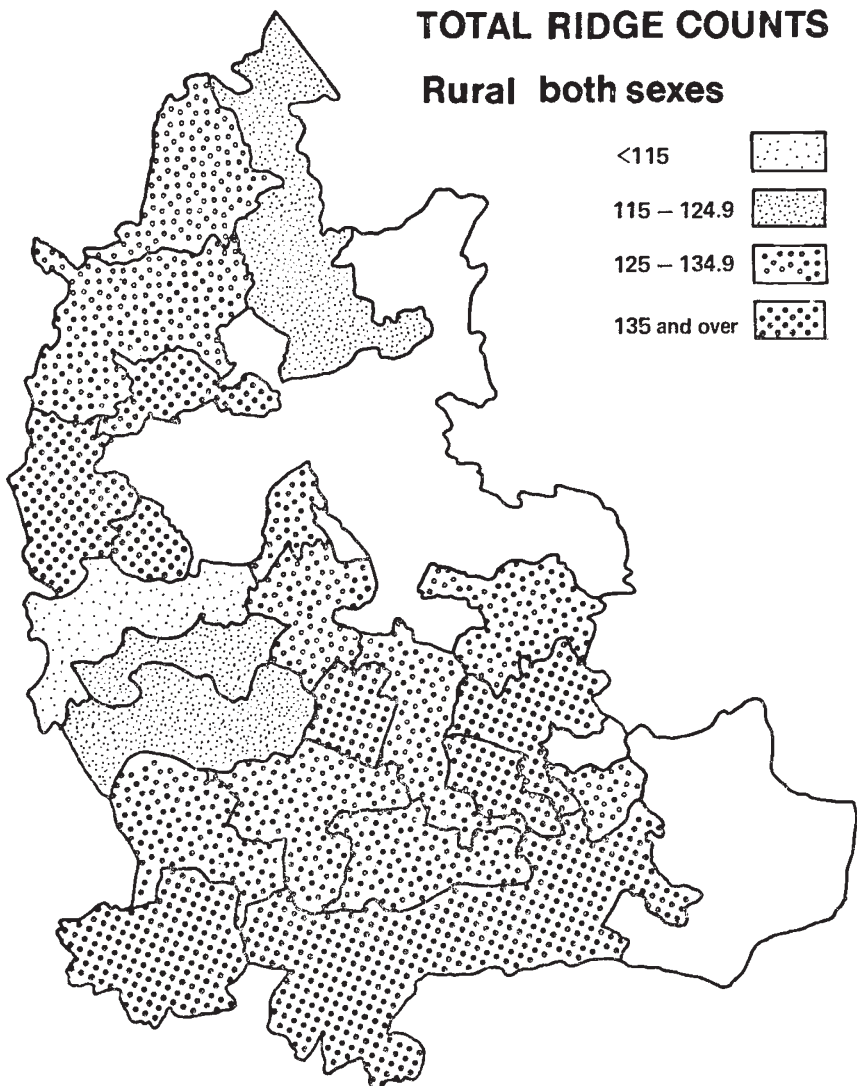 TOTAL RIDGE COUNTS
Rural both sexes
<115
115 – 124.9
125 – 134.9
135 and over